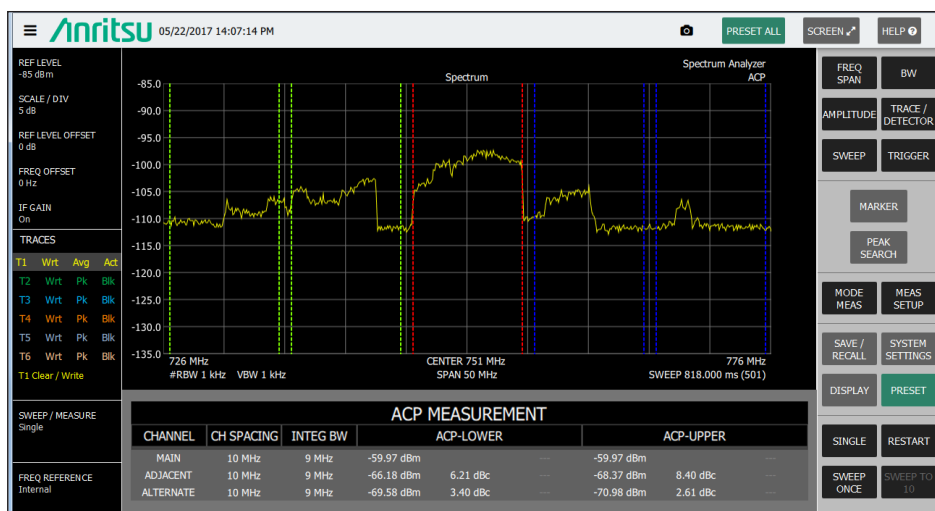 Anritsu 05/22/2017 14:07:14 PM PRESET ALL SCREEN HELP
REF LEVEL
-85 dBm
SCALE / DIV
5 dB
REF LEVEL OFFSET
0 dB
FREQ OFFSET
0 Hz
IF GAIN
On
TRACES
T1 Wrt Avg Act
T2 Wrt Pk Blk
T3 Wrt Pk Blk
T4 Wrt Pk Blk
T5 Wrt Pk Blk
T6 Wrt Pk Blk
T1 Clear / Write
SWEEP / MEASURE
Single
FREQ REFERENCE
Internal
Spectrum Analyzer
Spectrum ACP
-85.0
-90.0
-95.0
-100.0
-105.0
-110.0
-115.0
-120.0
-125.0
-130.0
-135.0
726 MHz CENTER 751 MHz 776 MHz
#RBW 1 kHz VBW 1 kHz SPAN 50 MHz SWEEP 818.000 ms (501)
ACP MEASUREMENT
CHANNEL CH SPACING INTEG BW ACP-LOWER ACP-UPPER
MAIN 10 MHz 9 MHz -59.97 dBm --- -59.97 dBm ---
ADJACENT 10 MHz 9 MHz -66.18 dBm 6.21 dBc --- -68.37 dBm 8.40 dBc ---
ALTERNATE 10 MHz 9 MHz -69.58 dBm 3.40 dBc --- -70.98 dBm 2.61 dBc ---
FREQ
SPAN
BW
AMPLITUDE
TRACE /
DETECTOR
SWEEP
TRIGGER
MARKER
PEAK
SEARCH
MODE
MEAS
MEAS
SETUP
SAVE /
RECALL
SYSTEM
SETTINGS
DISPLAY
PRESET
SINGLE
RESTART
SWEEP
ONCE
SWEEP TO
10